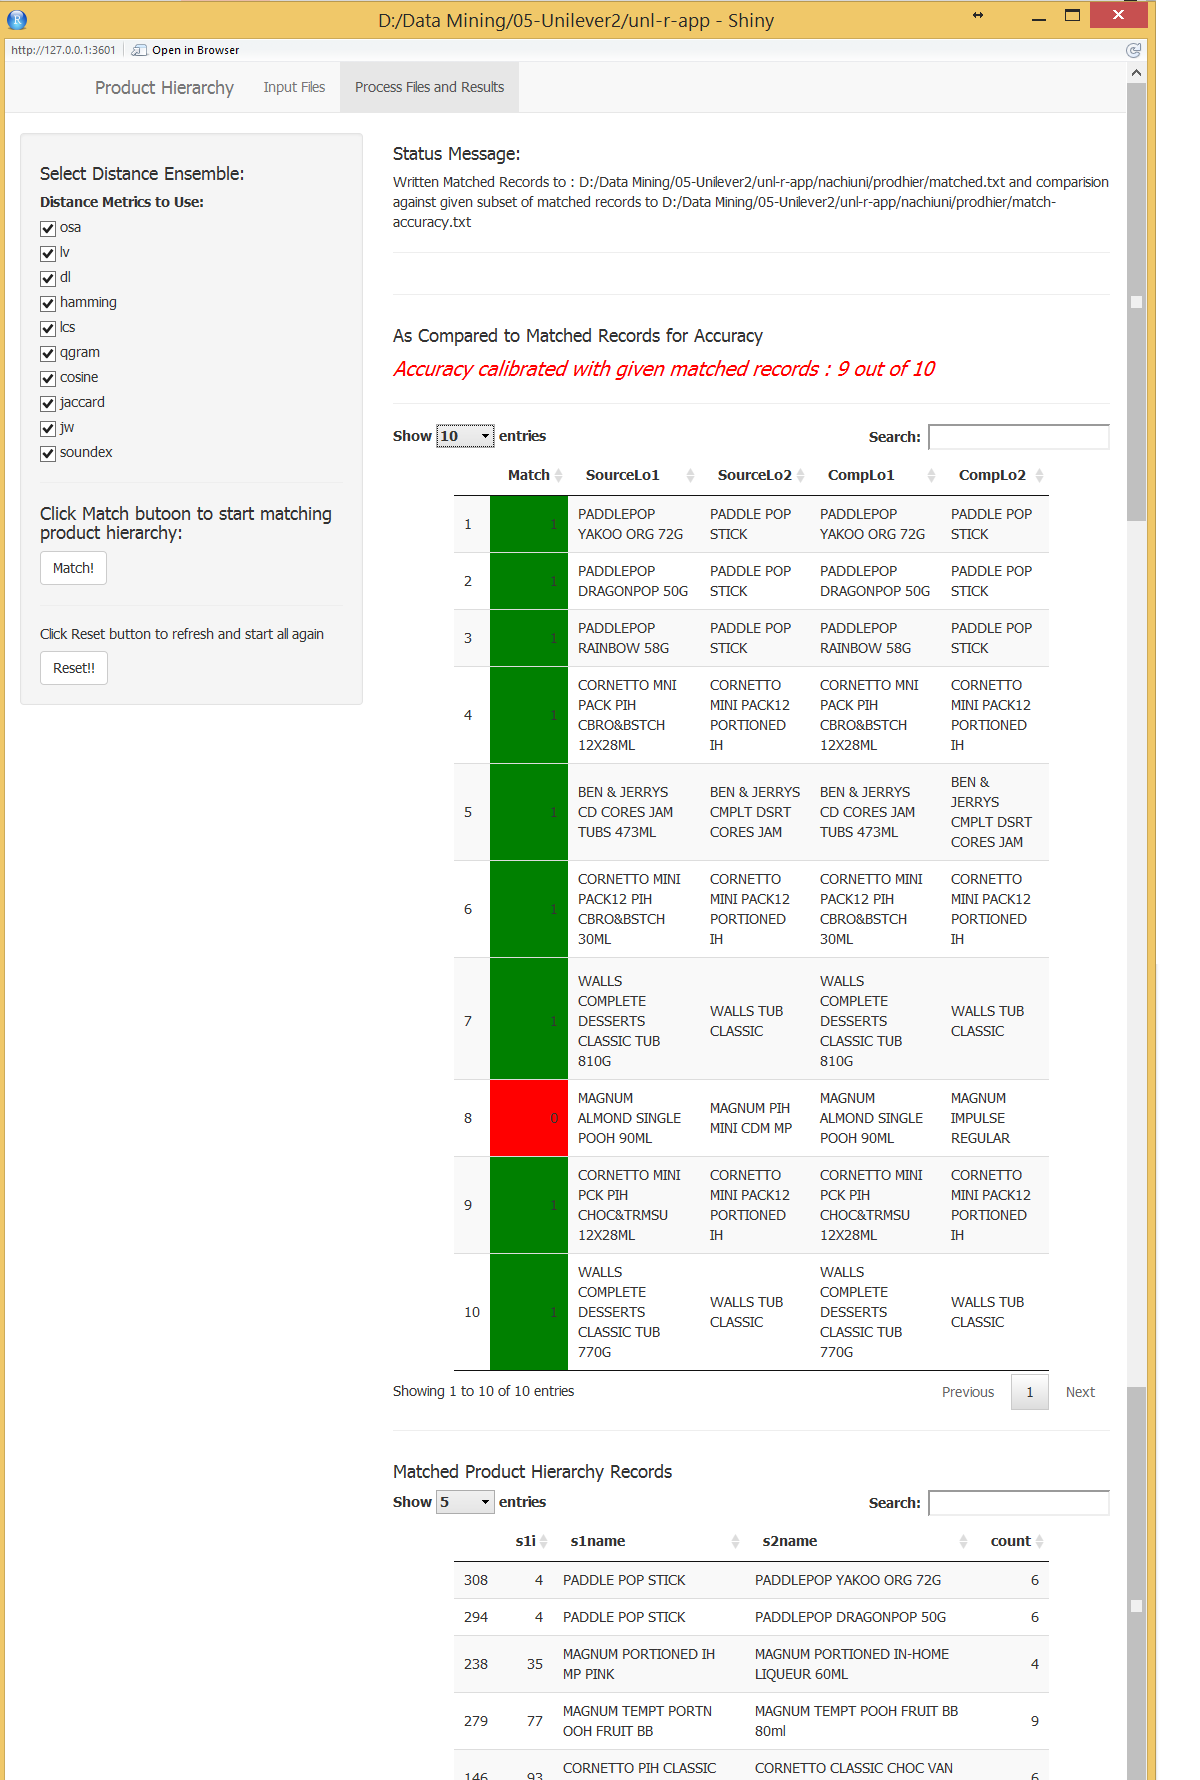 D:/Data Mining/05-Unilever2/unl-r-app - Shiny
http://127.0.0.1:3601 Open in Browser
Product Hierarchy Input Files Process Files and Results
Select Distance Ensemble:
Distance Metrics to Use:
osa
lv
dl
hamming
lcs
qgram
cosine
jaccard
jw
soundex
Click Match butoon to start matching
product hierarchy:
Match!
Click Reset button to refresh and start all again
Reset!!
Status Message:
Written Matched Records to : D:/Data Mining/05-Unilever2/unl-r-app/nachiuni/prodhier/matched.txt and comparision
against given subset of matched records to D:/Data Mining/05-Unilever2/unl-r-app/nachiuni/prodhier/match-
accuracy.txt
As Compared to Matched Records for Accuracy
Accuracy calibrated with given matched records : 9 out of 10
Show 10 entries Search:
Match SourceLo1 SourceLo2 CompLo1 CompLo2
1 1 PADDLEPOP YAKOO ORG 72G PADDLE POP STICK PADDLEPOP YAKOO ORG 72G PADDLE POP STICK
2 1 PADDLEPOP DRAGONPOP 50G PADDLE POP STICK PADDLEPOP DRAGONPOP 50G PADDLE POP STICK
3 1 PADDLEPOP RAINBOW 58G PADDLE POP STICK PADDLEPOP RAINBOW 58G PADDLE POP STICK
4 1 CORNETTO MNI PACK PIH CBRO&BSTCH 12X28ML CORNETTO MINI PACK12 PORTIONED IH CORNETTO MNI PACK PIH CBRO&BSTCH 12X28ML CORNETTO MINI PACK12 PORTIONED IH
5 1 BEN & JERRYS CD CORES JAM TUBS 473ML BEN & JERRYS CMPLT DSRT CORES JAM BEN & JERRYS CD CORES JAM TUBS 473ML BEN & JERRYS CMPLT DSRT CORES JAM
6 1 CORNETTO MINI PACK12 PIH CBRO&BSTCH 30ML CORNETTO MINI PACK12 PORTIONED IH CORNETTO MINI PACK12 PIH CBRO&BSTCH 30ML CORNETTO MINI PACK12 PORTIONED IH
7 1 WALLS COMPLETE DESSERTS CLASSIC TUB 810G WALLS TUB CLASSIC WALLS COMPLETE DESSERTS CLASSIC TUB 810G WALLS TUB CLASSIC
8 0 MAGNUM ALMOND SINGLE POOH 90ML MAGNUM PIH MINI CDM MP MAGNUM ALMOND SINGLE POOH 90ML MAGNUM IMPULSE REGULAR
9 1 CORNETTO MINI PCK PIH CHOC&TRMSU 12X28ML CORNETTO MINI PACK12 PORTIONED IH CORNETTO MINI PCK PIH CHOC&TRMSU 12X28ML CORNETTO MINI PACK12 PORTIONED IH
10 1 WALLS COMPLETE DESSERTS CLASSIC TUB 770G WALLS TUB CLASSIC WALLS COMPLETE DESSERTS CLASSIC TUB 770G WALLS TUB CLASSIC
Showing 1 to 10 of 10 entries Previous 1 Next
Matched Product Hierarchy Records
Show 5 entries Search:
s1i s1name s2name count
308 4 PADDLE POP STICK PADDLEPOP YAKOO ORG 72G 6
294 4 PADDLE POP STICK PADDLEPOP DRAGONPOP 50G 6
238 35 MAGNUM PORTIONED IH MP PINK MAGNUM PORTIONED IN-HOME LIQUEUR 60ML 4
279 77 MAGNUM TEMPT PORTN OOH FRUIT BB MAGNUM TEMPT POOH FRUIT BB 80ml 9
146 93 CORNETTO PIH CLASSIC CORNETTO CLASSIC CHOC VAN 6